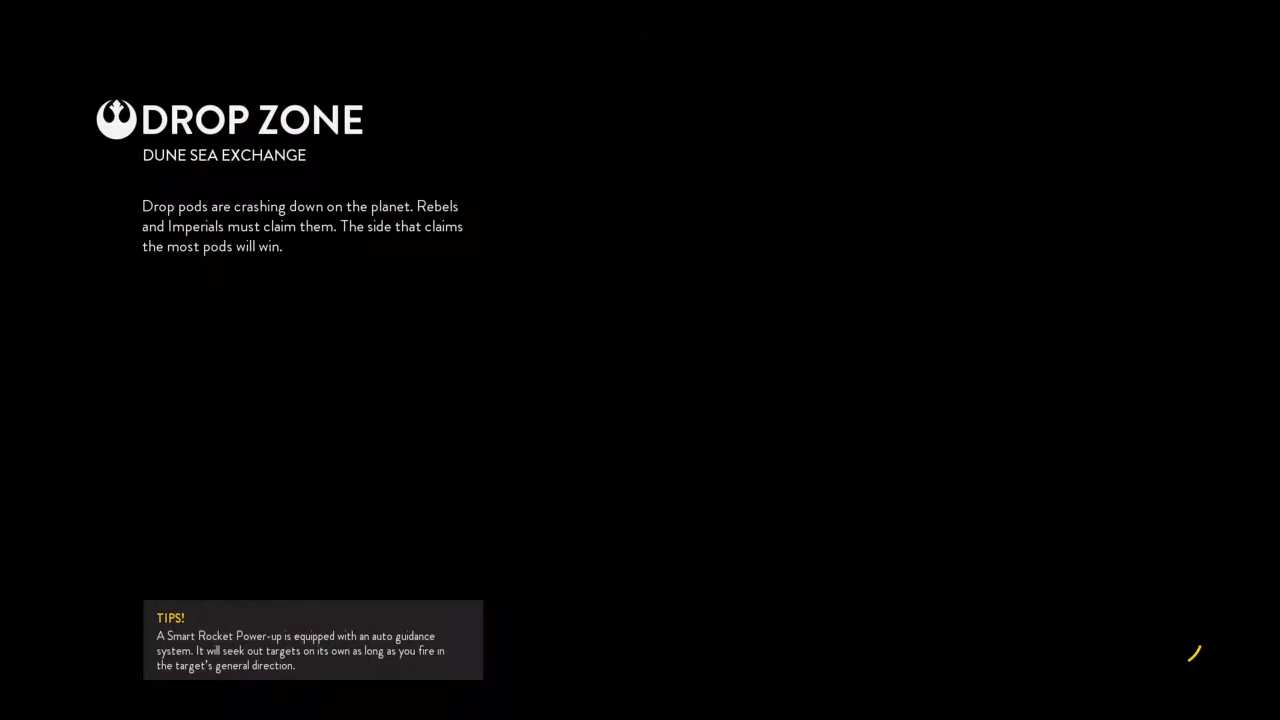 DROP ZONE
DUNE SEA EXCHANGE
Drop pods are crashing down on the planet. Rebels
and Imperials must claim them. The side that claims
the most pods will win.
TIPS!
A Smart Rocket Power-up is equipped with an auto guidance
system. It will seek out targets on its own as long as you fire in
the target's general direction.